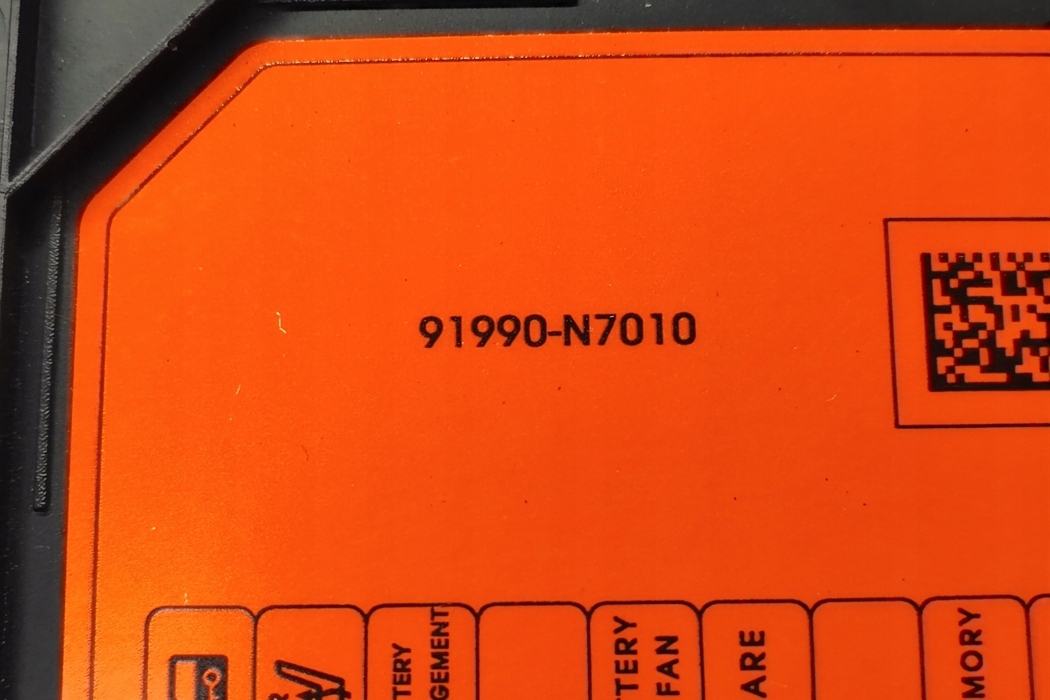 91990-N7010
TERY
GEMENT
TERY
FAN
ARE
MORY